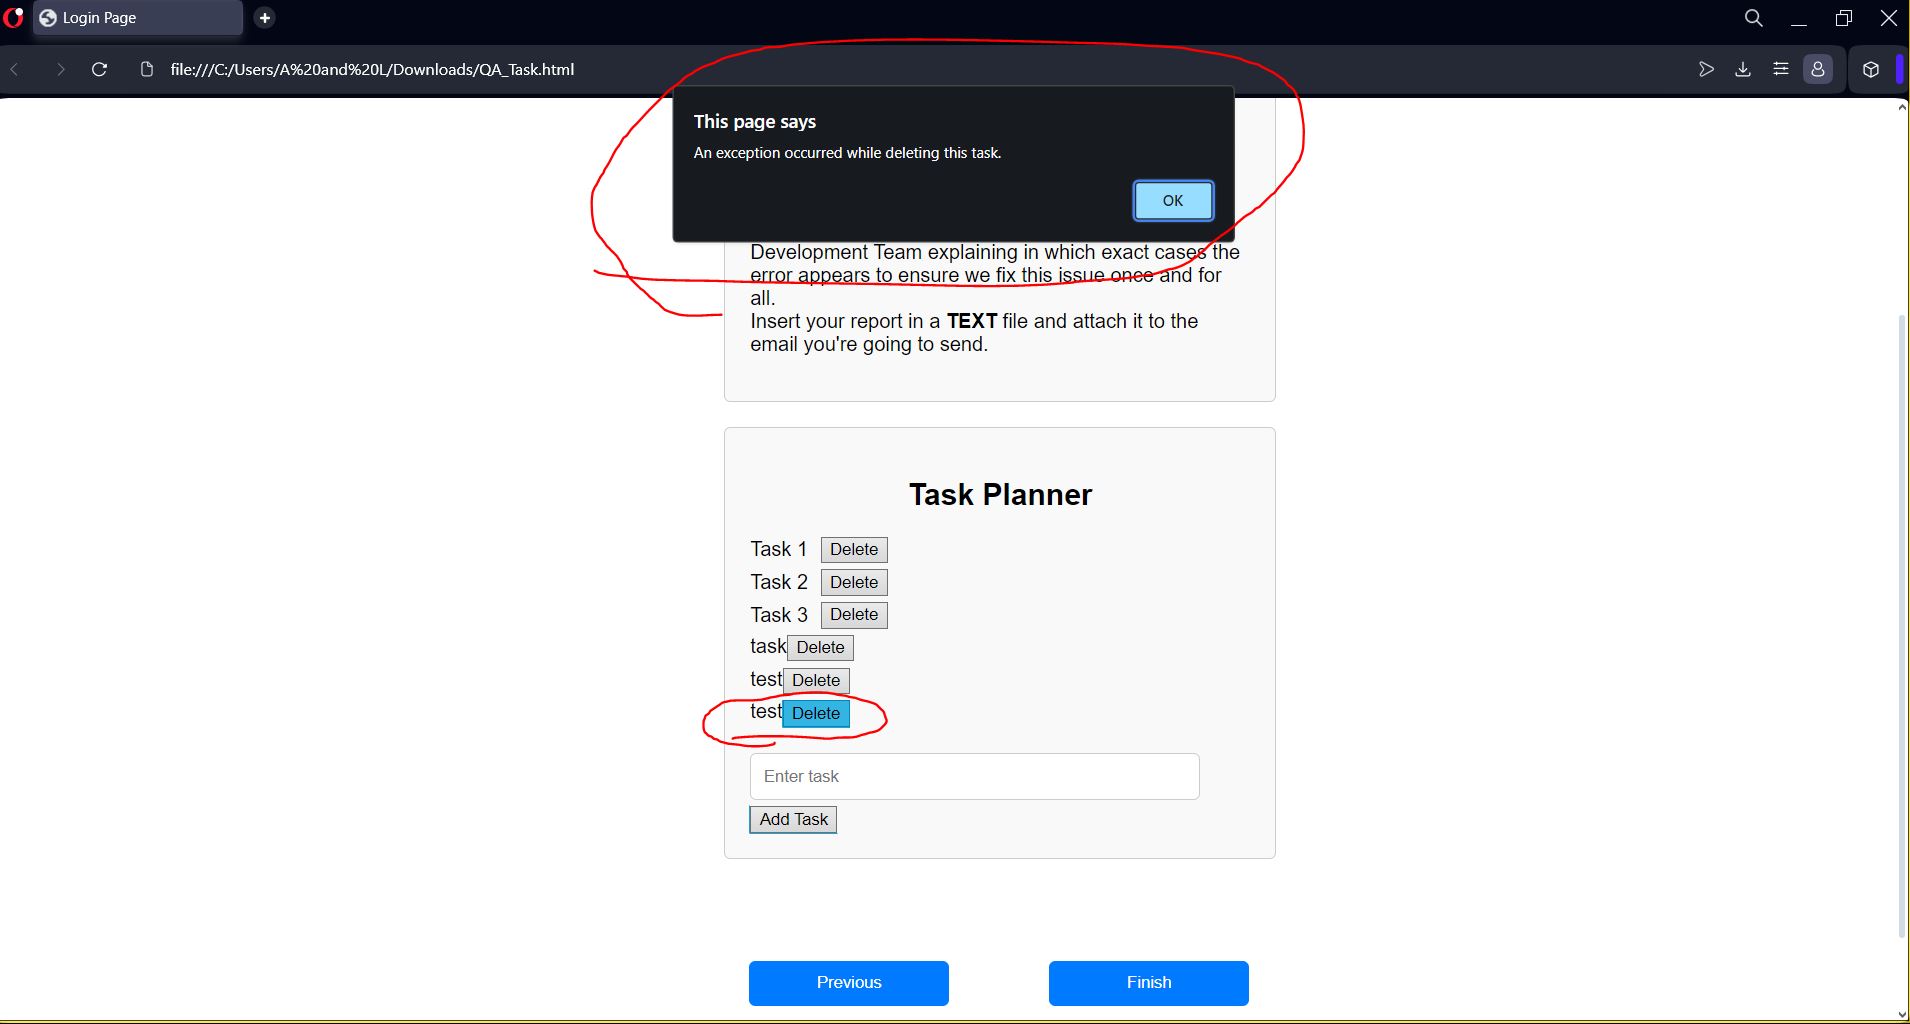 Login Page
file:///C:/Users/A%20and%20L/Downloads/QA_Task.html
This page says
An exception occurred while deleting this task.
OK
Development Team explaining in which exact cases the
error appears to ensure we fix this issue once and for
all.
Insert your report in a TEXT file and attach it to the
email you're going to send.
Task Planner
Task 1 Delete
Task 2 Delete
Task 3 Delete
task Delete
test Delete
test Delete
Enter task
Add Task
Previous Finish